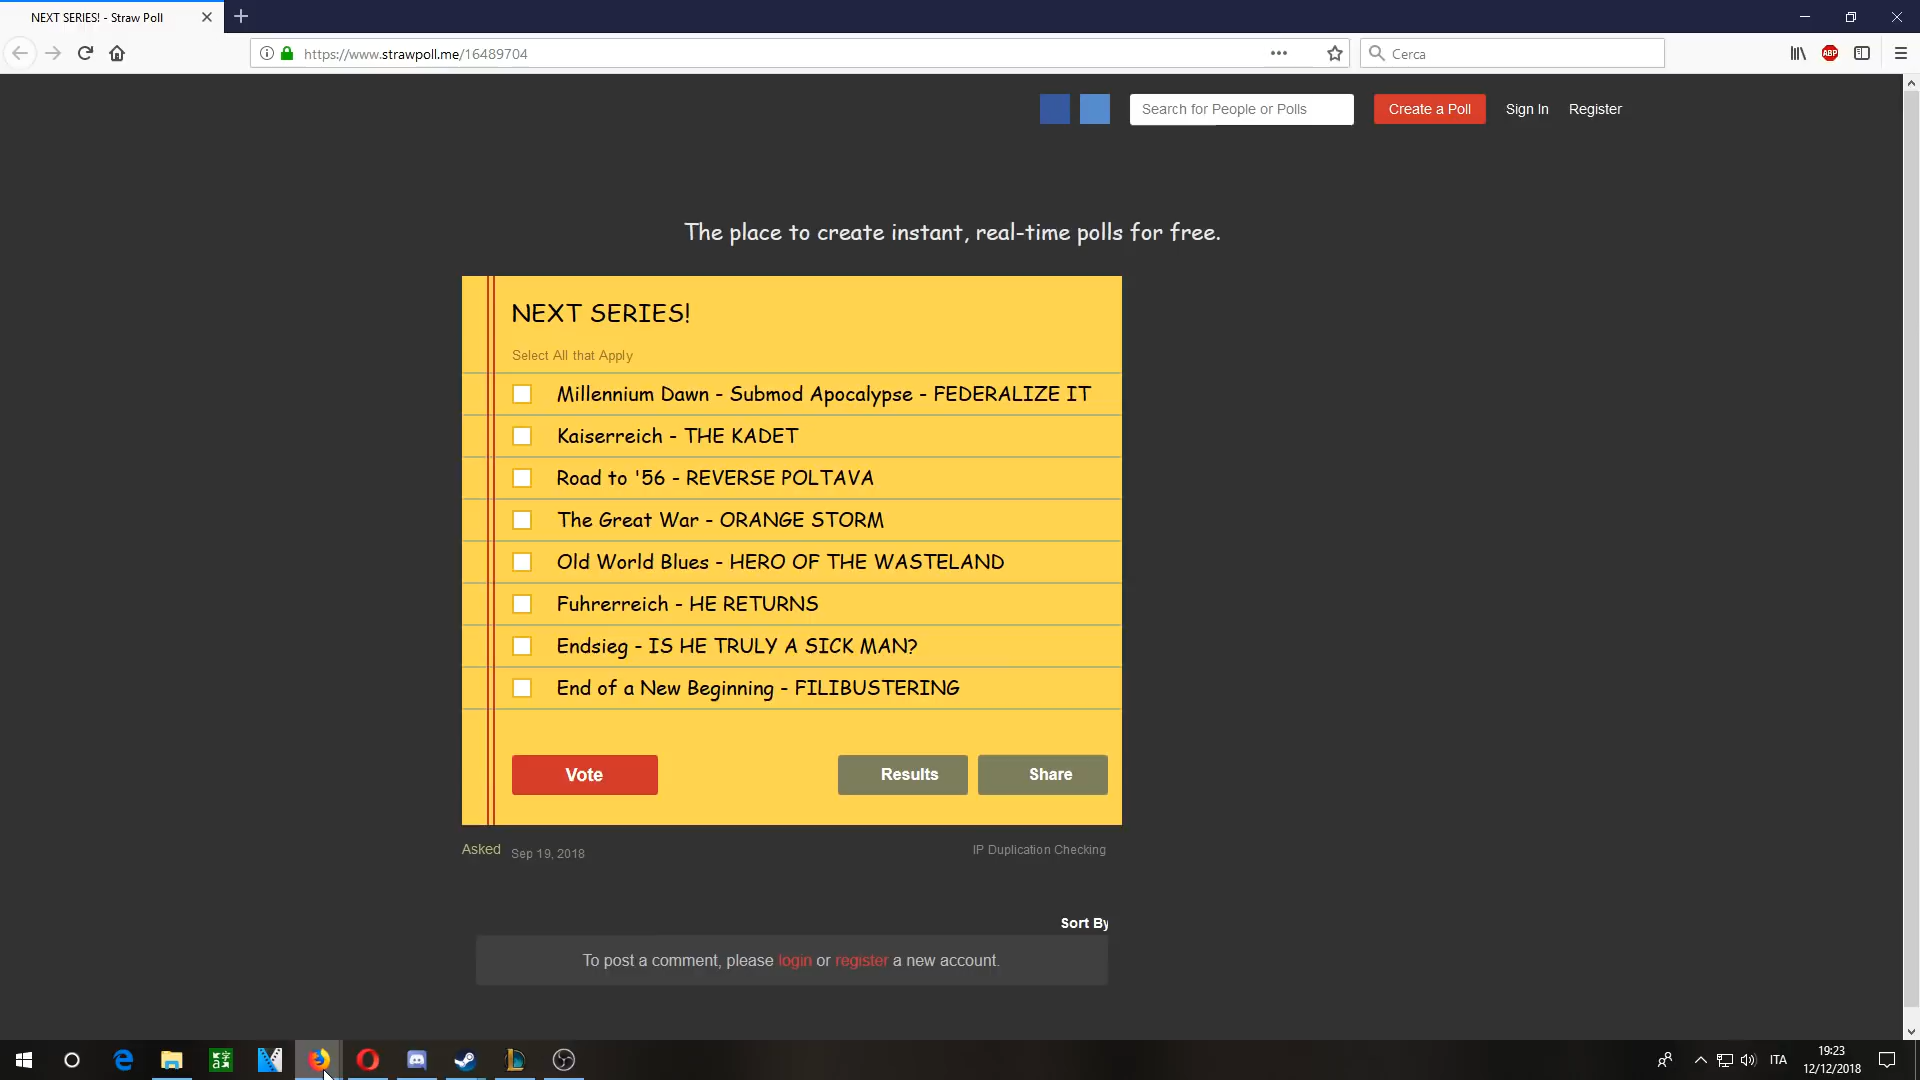 NEXT SERIES! - Straw Poll
https://www.strawpoll.me/16489704
Cerca
ABP
Search for People or Polls
Create a Poll
Sign In
Register
The place to create instant, real-time polls for free.
NEXT SERIES!
Select All that Apply
Millennium Dawn - Submod Apocalypse - FEDERALIZE IT
Kaiserreich - THE KADET
Road to '56 - REVERSE POLTAVA
The Great War - ORANGE STORM
Old World Blues - HERO OF THE WASTELAND
Fuhrerreich - HE RETURNS
Endsieg - IS HE TRULY A SICK MAN?
End of a New Beginning - FILIBUSTERING
Vote
Results
Share
Asked Sep 19, 2018
IP Duplication Checking
Sort By
To post a comment, please login or register a new account.
ITA
19:23
12/12/2018